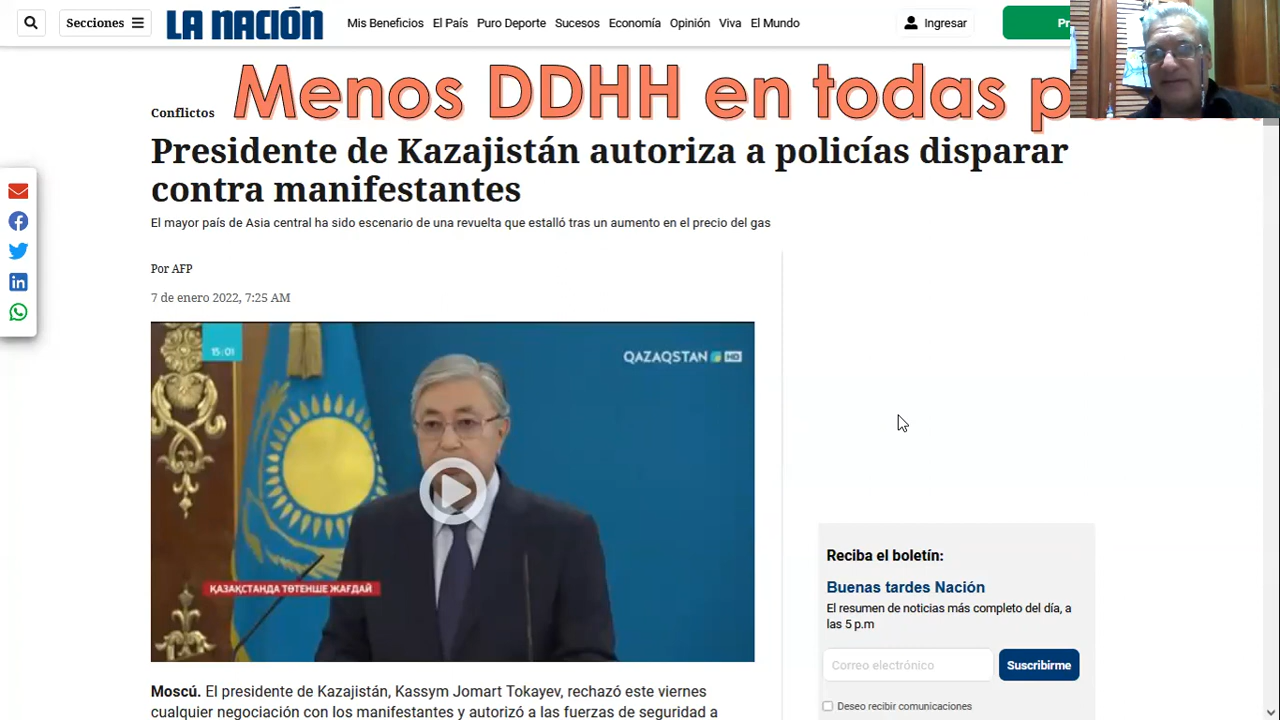 Secciones
LA NACIÓN
Mis Beneficios El País Puro Deporte Sucesos Economía Opinión Viva El Mundo
Ingresar
Menos DDHH en todas
Conflictos
Presidente de Kazajistán autoriza a policías disparar
contra manifestantes
El mayor país de Asia central ha sido escenario de una revuelta que estalló tras un aumento en el precio del gas
Por AFP
7 de enero 2022, 7:25 AM
15:01
QAZAQSTAN HD
ҚАЗАҚСТАНДА ТӨТЕНШЕ ЖАҒДАЙ
Moscú. El presidente de Kazajistán, Kassym Jomart Tokayev, rechazó este viernes
cualquier negociación con los manifestantes y autorizó a las fuerzas de seguridad a
Reciba el boletín:
Buenas tardes Nación
El resumen de noticias más completo del día, a
las 5 p.m
Correo electrónico
Suscribirme
Deseo recibir comunicaciones